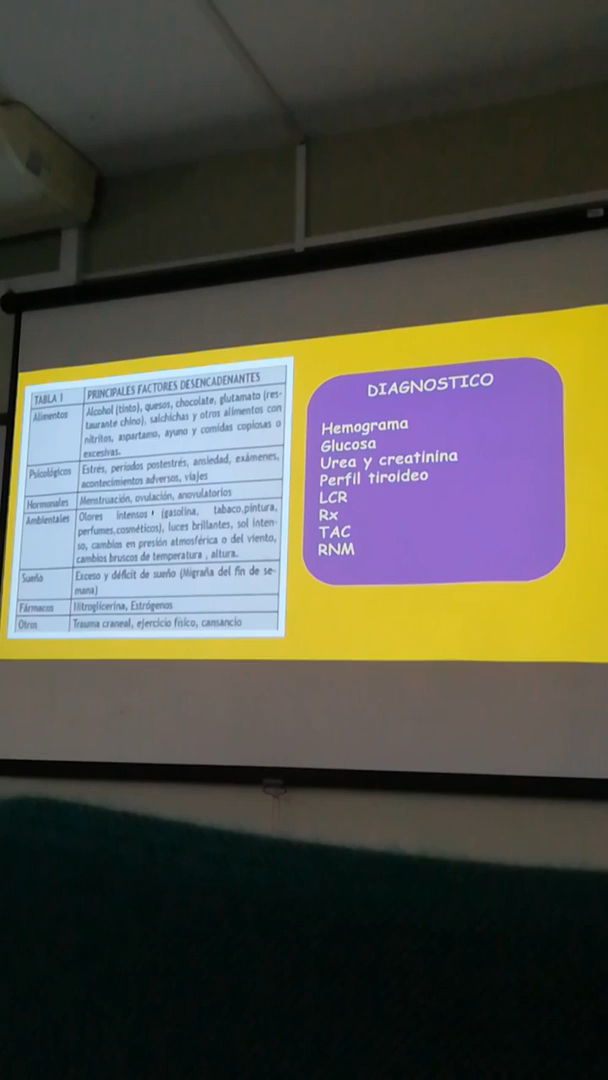 TABLA 1 PRINCIPALES FACTORES DESENCADENANTES
Alimentos Alcohol (tinto), quesos, chocolate, glutamato (res-
taurante chino), salchichas y otros alimentos con
nitritos, aspartamo, ayuno y comidas copiosas o
excesivas.
Psicológicos Estrés, períodos postestrés, ansiedad, exámenes,
acontecimientos adversos, viajes
Hormonales Menstruación, ovulación, anovulatorios
Ambientales Olores intensos (gasolina, tabaco,pintura,
perfumes,cosméticos), luces brillantes, sol inten-
so, cambios en presión atmosférica o del viento,
cambios bruscos de temperatura , altura.
Sueño Exceso y déficit de sueño (Migraña del fin de se-
mana)
Fármacos Nitroglicerina, Estrógenos
Otros Trauma craneal, ejercicio físico, cansancio
DIAGNOSTICO
Hemograma
Glucosa
Urea y creatinina
Perfil tiroideo
LCR
Rx
TAC
RNM